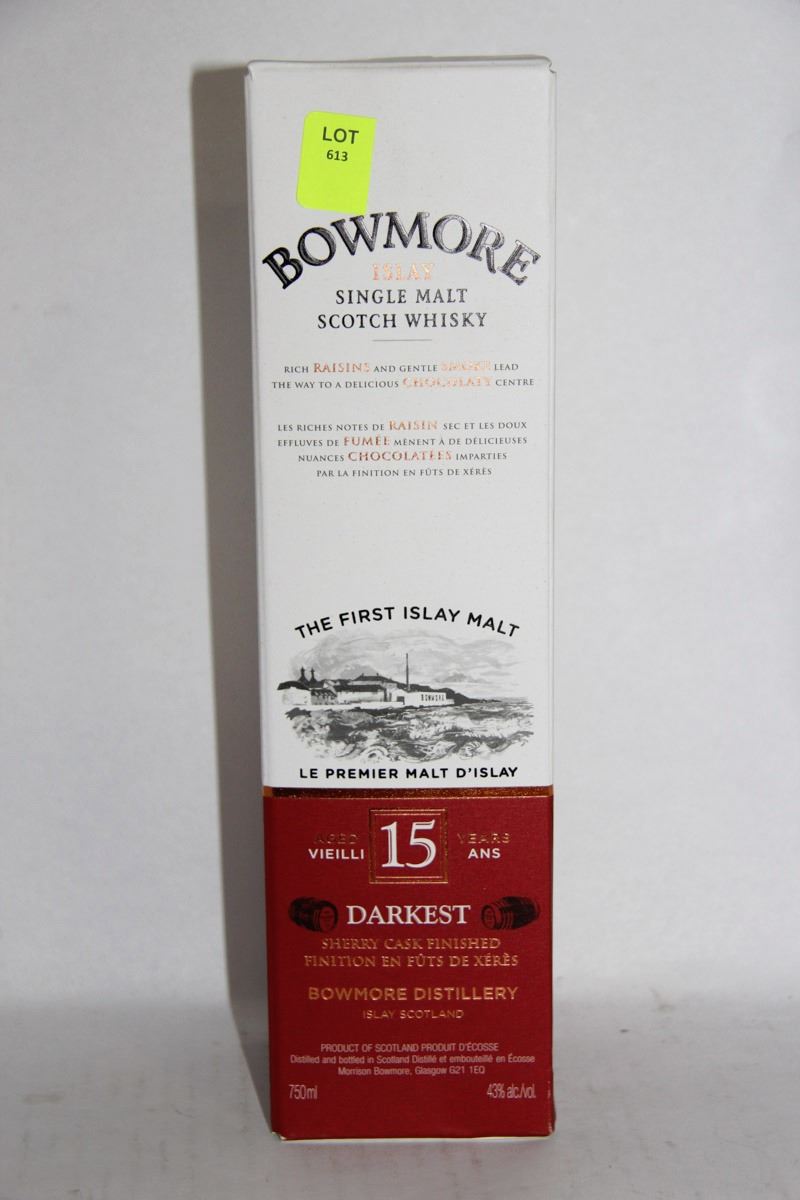 LOT
613
BOWMORE
ISLAY
SINGLE MALT
SCOTCH WHISKY
RICH RAISINS AND GENTLE SMOKE LEAD
THE WAY TO A DELICIOUS CHOCOLATY CENTRE
LES RICHES NOTES DE RAISIN SEC ET LES DOUX
EFFLUVES DE FUMÉE MÈNENT À DE DÉLICIEUSES
NUANCES CHOCOLATÉES IMPARTIES
PAR LA FINITION EN FÛTS DE XÉRÈS
THE FIRST ISLAY MALT
BOWMORE
LE PREMIER MALT D'ISLAY
AGED 15 YEARS
VIEILLI ANS
DARKEST
SHERRY CASK FINISHED
FINITION EN FÛTS DE XÉRÈS
BOWMORE DISTILLERY
ISLAY SCOTLAND
PRODUCT OF SCOTLAND PRODUIT D'ÉCOSSE
Distilled and bottled in Scotland Distillé et embouteillé en Écosse
Morrison Bowmore, Glasgow G21 1EQ
750ml 43% alc./vol.